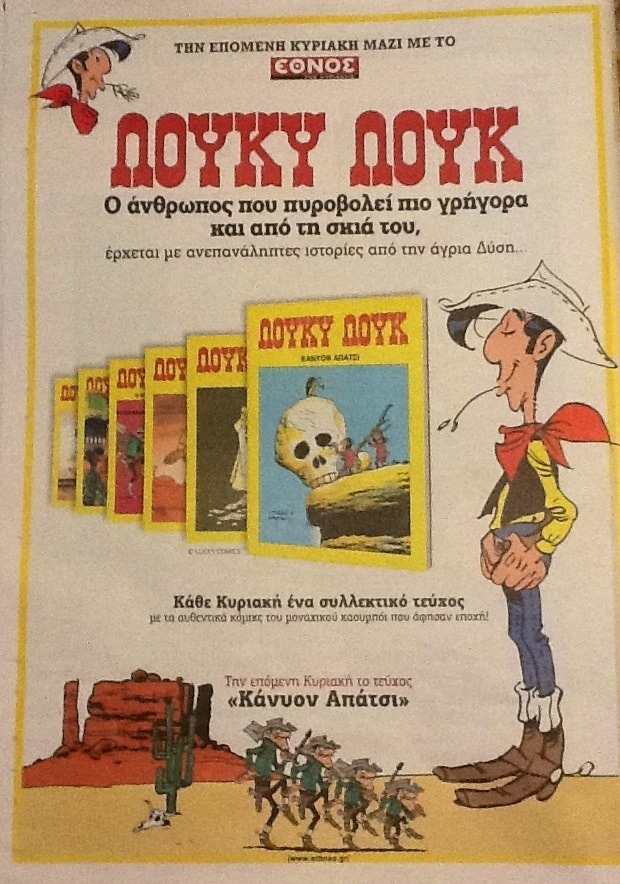 ΤΗΝ ΕΠΟΜΕΝΗ ΚΥΡΙΑΚΗ ΜΑΖΙ ΜΕ ΤΟ
ΕΘΝΟΣ
ΛΟΥΚΥ ΛΟΥΚ
Ο άνθρωπος που πυροβολεί πιο γρήγορα
και από τη σκιά του,
έρχεται με ανεπανάληπτες ιστορίες από την άγρια Δύση...
ΛΟΥΚΥ ΛΟΥΚ
ΚΑΝΥΟΝ ΑΠΑΤΣΙ
© LUCKY COMICS
Κάθε Κυριακή ένα συλλεκτικό τεύχος
με τα αυθεντικά κόμικς του μοναχικού καουμπόι που άφησαν εποχή!
Την επόμενη Κυριακή το τεύχος
«Κάνυον Απάτσι»
www.ethnos.gr